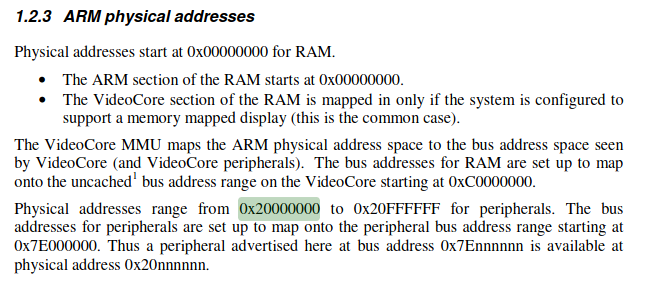 1.2.3 ARM physical addresses
Physical addresses start at 0x00000000 for RAM.
• The ARM section of the RAM starts at 0x00000000.
• The VideoCore section of the RAM is mapped in only if the system is configured to
support a memory mapped display (this is the common case).
The VideoCore MMU maps the ARM physical address space to the bus address space seen
by VideoCore (and VideoCore peripherals). The bus addresses for RAM are set up to map
onto the uncached¹ bus address range on the VideoCore starting at 0xC0000000.
Physical addresses range from 0x20000000 to 0x20FFFFFF for peripherals. The bus
addresses for peripherals are set up to map onto the peripheral bus address range starting at
0x7E000000. Thus a peripheral advertised here at bus address 0x7Ennnnnn is available at
physical address 0x20nnnnnn.